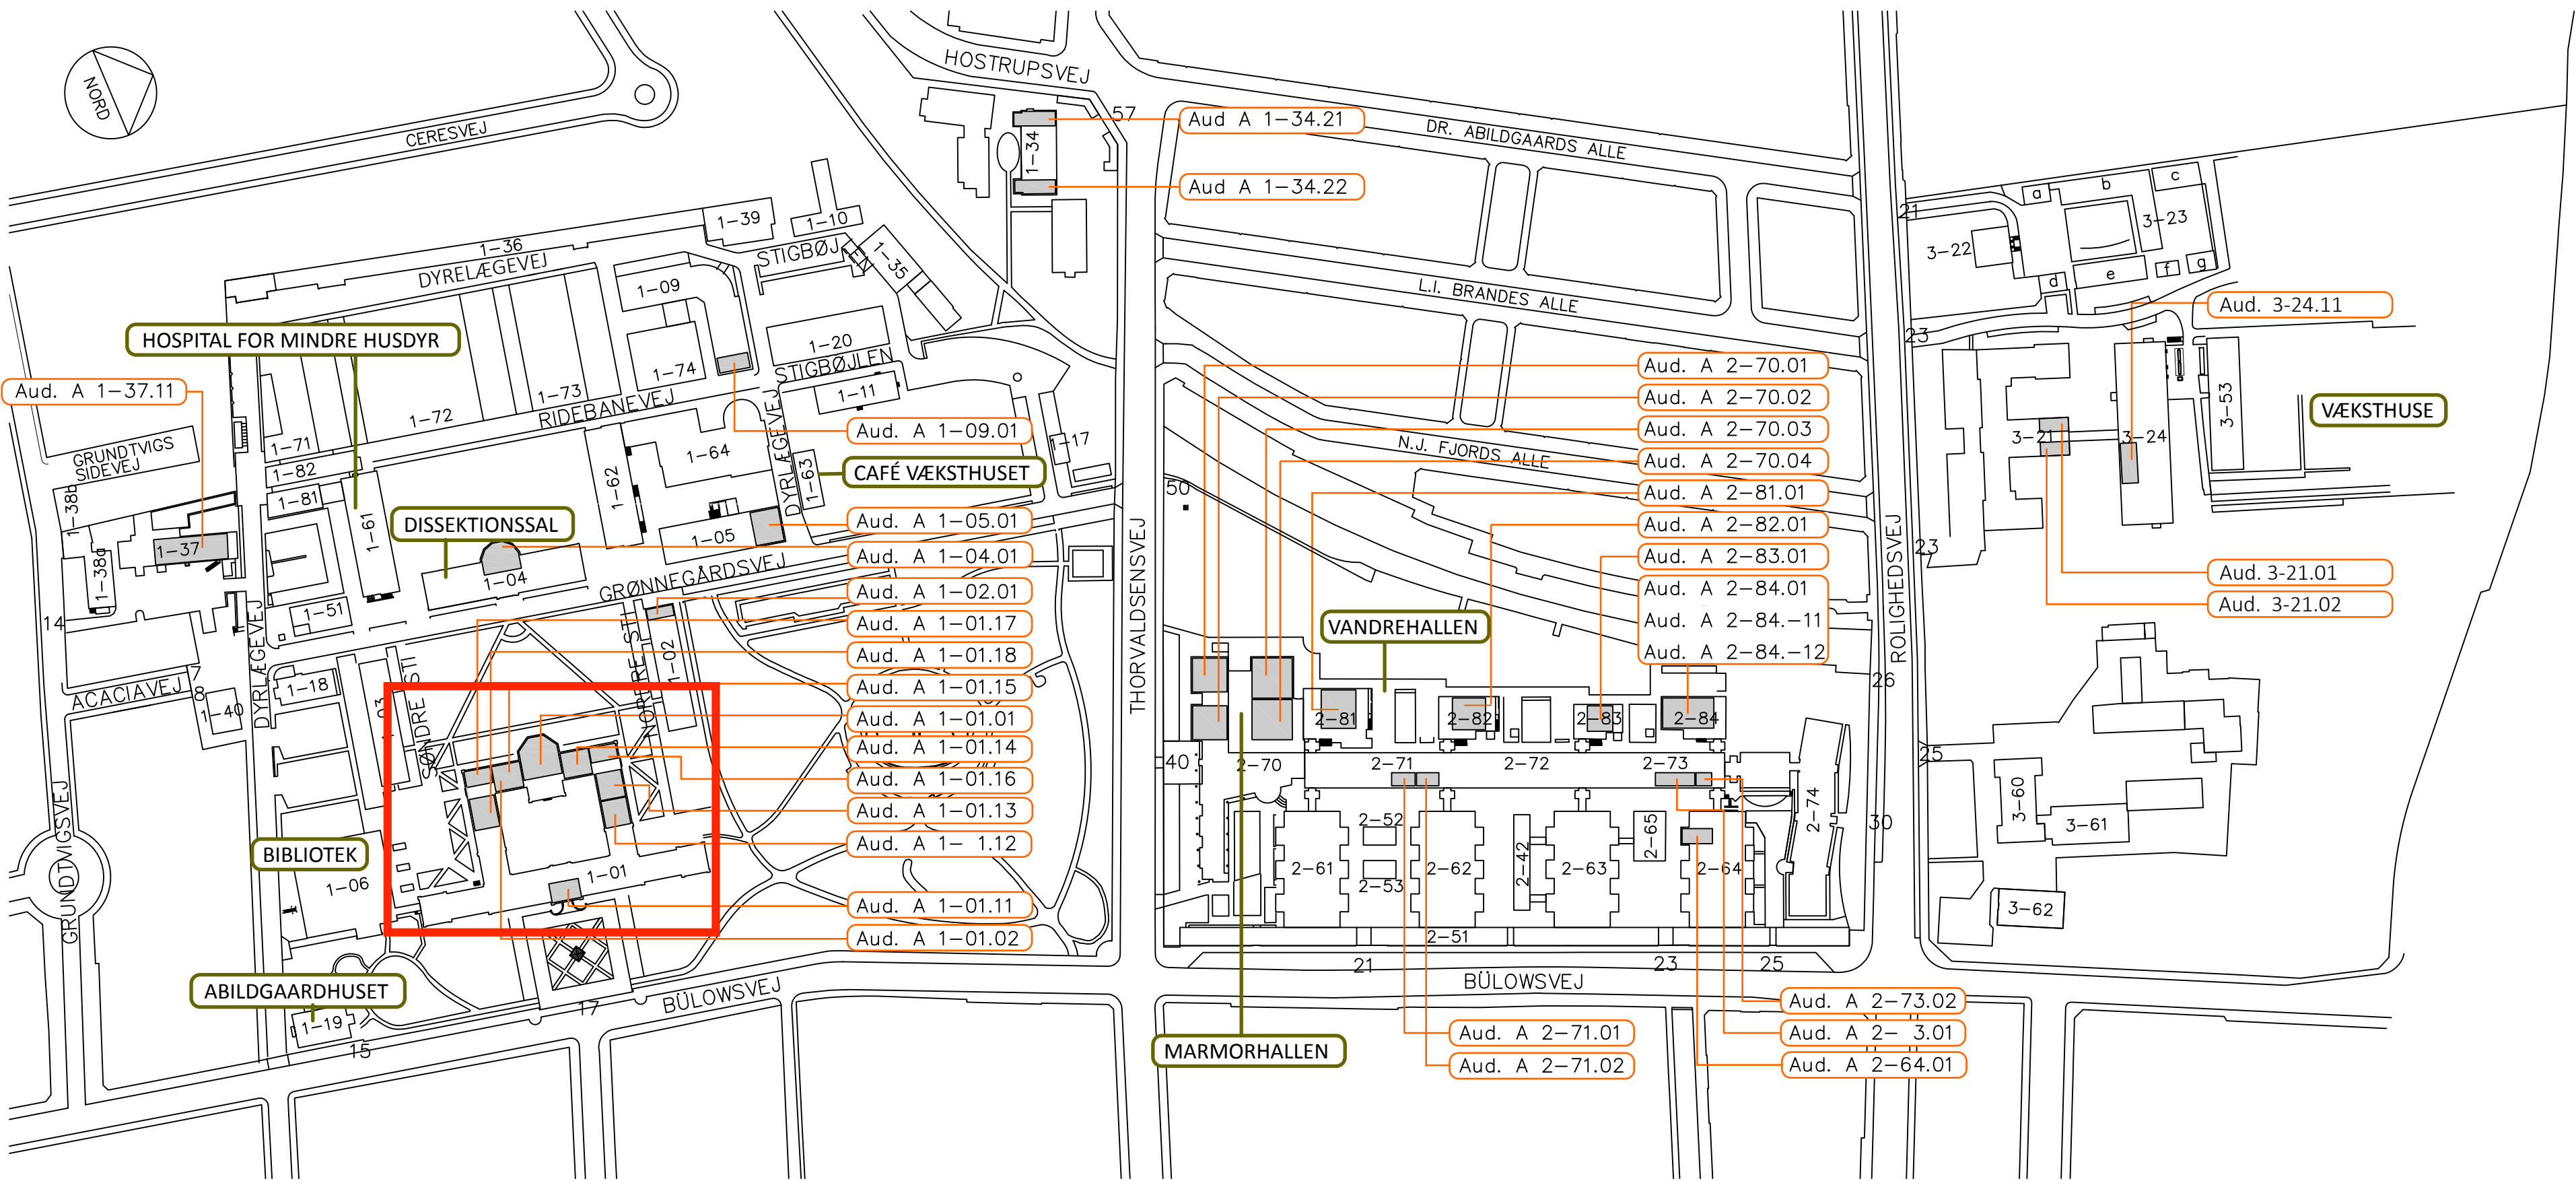 NORD
CERESVEJ
HOSTRUPSVEJ
57
Aud A 1-34.21
1-34
Aud A 1-34.22
DR. ABILDGAARDS ALLE
L.I. BRANDES ALLE
N.J. FJORDS ALLE
1-39
1-10
1-36
DYRELÆGEVEJ
STIGBØJLEN
1-35
1-09
1-20
STIGBØJLEN
1-74
1-73
1-72
1-71
RIDEBANEVEJ
1-11
HOSPITAL FOR MINDRE HUSDYR
Aud. A 1-37.11
GRUNDTVIGS
SIDEVEJ
1-82
1-81
1-38b
1-38a
1-37
1-61
1-62
1-64
DYRLÆGEVEJ
1-63
1-17
Aud. A 1-09.01
CAFÉ VÆKSTHUSET
DISSEKTIONSSAL
1-05
1-04
1-51
GRØNNEGÅRDSVEJ
Aud. A 1-05.01
Aud. A 1-04.01
Aud. A 1-02.01
Aud. A 1-01.17
Aud. A 1-01.18
Aud. A 1-01.15
Aud. A 1-01.01
Aud. A 1-01.14
Aud. A 1-01.16
Aud. A 1-01.13
Aud. A 1- 1.12
Aud. A 1-01.11
Aud. A 1-01.02
14
7
8
ACACIAVEJ
1-40
DYRLÆGEVEJ
1-18
1-03
SØNDRE STI
NORDRE STI
1-02
5
GRUNDTVIGSVEJ
BIBLIOTEK
1-06
1-01
ABILDGAARDHUSET
1-19
15
17
BÜLOWSVEJ
THORVALDSENSVEJ
50
40
Aud. A 2-70.01
Aud. A 2-70.02
Aud. A 2-70.03
Aud. A 2-70.04
Aud. A 2-81.01
Aud. A 2-82.01
Aud. A 2-83.01
Aud. A 2-84.01
Aud. A 2-84.-11
Aud. A 2-84.-12
VANDREHALLEN
2-81
2-82
2-83
2-84
2-70
2-71
2-72
2-73
2-74
2-52
2-53
2-61
2-62
2-42
2-63
2-65
2-64
2-51
21
23
25
BÜLOWSVEJ
MARMORHALLEN
Aud. A 2-71.01
Aud. A 2-71.02
Aud. A 2-73.02
Aud. A 2- 3.01
Aud. A 2-64.01
ROLIGHEDSVEJ
26
30
21
23
23
25
3-22
a
b
c
3-23
d
e
f
g
Aud. 3-24.11
3-53
VÆKSTHUSE
3-21
3-24
Aud. 3-21.01
Aud. 3-21.02
3-60
3-61
3-62